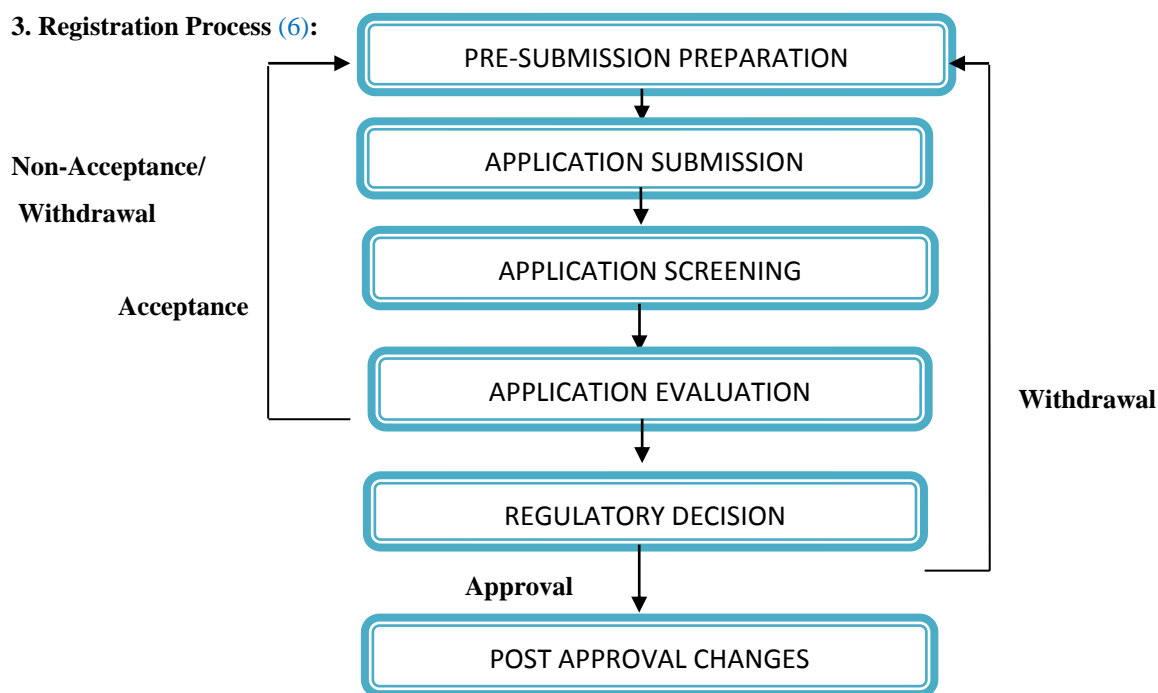 3. Registration Process (6):
PRE-SUBMISSION PREPARATION
APPLICATION SUBMISSION
Non-Acceptance/
Withdrawal
APPLICATION SCREENING
Acceptance
APPLICATION EVALUATION
Withdrawal
REGULATORY DECISION
Approval
POST APPROVAL CHANGES